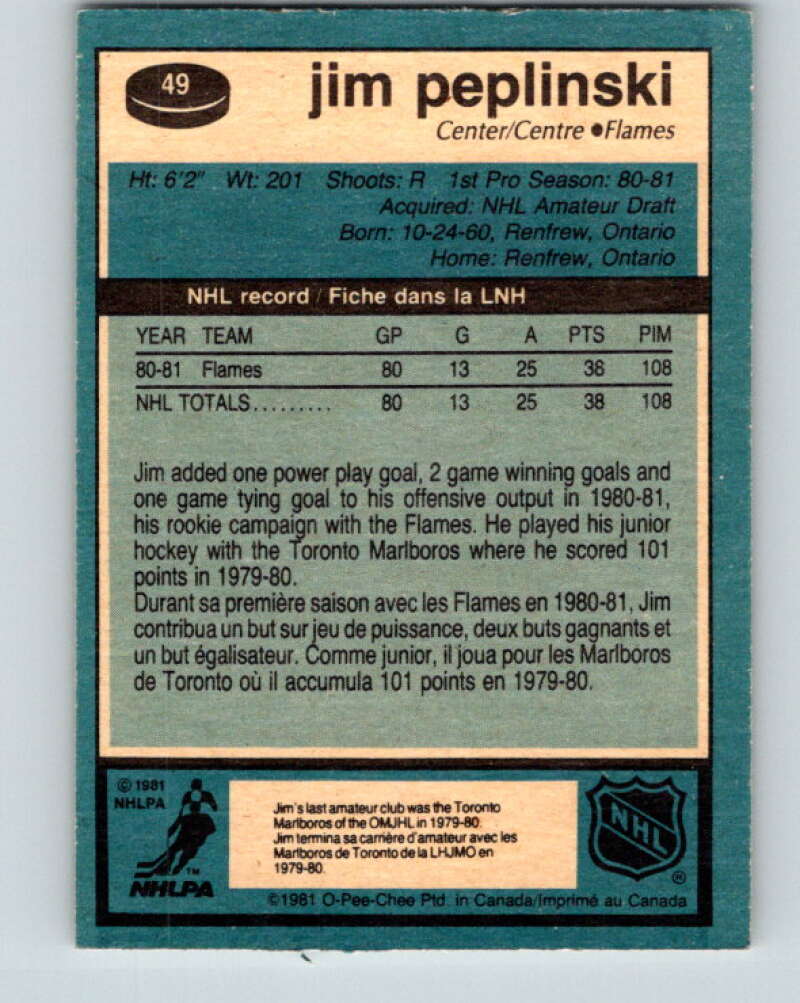 49
jim peplinski
Center/Centre ●Flames
Ht: 6'2" Wt: 201 Shoots: R 1st Pro Season: 80-81
Acquired: NHL Amateur Draft
Born: 10-24-60, Renfrew, Ontario
Home: Renfrew, Ontario
NHL record / Fiche dans la LNH
YEAR TEAM GP G A PTS PIM
80-81 Flames 80 13 25 38 108
NHL TOTALS......... 80 13 25 38 108
Jim added one power play goal, 2 game winning goals and
one game tying goal to his offensive output in 1980-81,
his rookie campaign with the Flames. He played his junior
hockey with the Toronto Marlboros where he scored 101
points in 1979-80.
Durant sa première saison avec les Flames en 1980-81, Jim
contribua un but sur jeu de puissance, deux buts gagnants et
un but égalisateur. Comme junior, il joua pour les Marlboros
de Toronto où il accumula 101 points en 1979-80.
© 1981
NHLPA
TM
NHLPA
Jim's last amateur club was the Toronto
Marlboros of the OMJHL in 1979-80.
Jim termina sa carrière d'amateur avec les
Marlboros de Toronto de la LHJMO en
1979-80.
NHL
®
©1981 O-Pee-Chee Ptd. in Canada/Imprimé au Canada